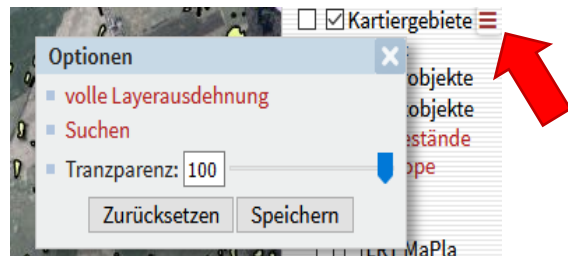 Kartiergebiete
Optionen
volle Layerausdehnung
objekte
Suchen
objekte
estände
Tranzparenz: 100
ope
Zurücksetzen Speichern
MaPla